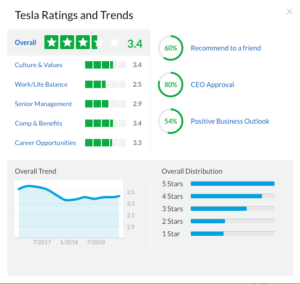 Tesla Ratings and Trends
Overall 3.4
60% Recommend to a friend
Culture & Values 3.4
Work/Life Balance 2.5
80% CEO Approval
Senior Management 2.9
Comp & Benefits 3.4
54% Positive Business Outlook
Career Opportunities 3.3
Overall Trend
3.5
3.3
3.1
2.9
7/2017 1/2018 7/2018
Overall Distribution
5 Stars
4 Stars
3 Stars
2 Stars
1 Star